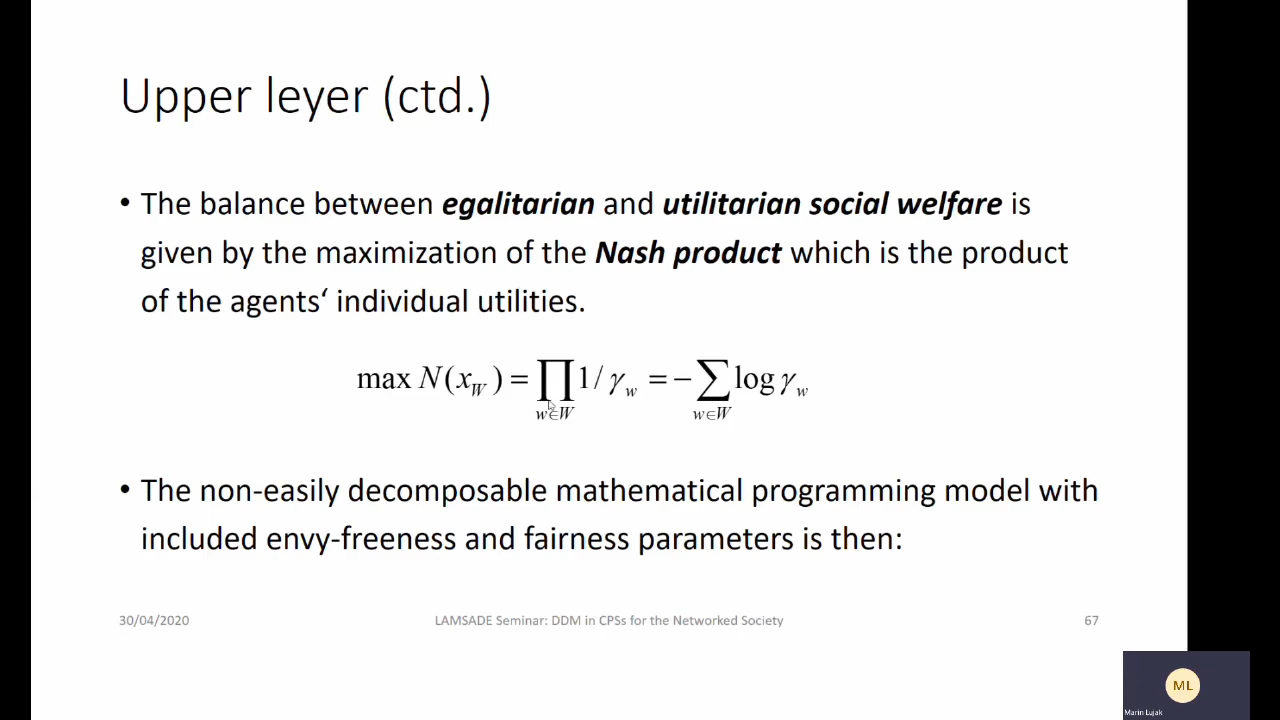 Upper leyer (ctd.)
• The balance between egalitarian and utilitarian social welfare is
given by the maximization of the Nash product which is the product
of the agents‘ individual utilities.
max N(x_W) = ∏_{w∈W} 1/γ_w = −∑_{w∈W} log γ_w
• The non-easily decomposable mathematical programming model with
included envy-freeness and fairness parameters is then:
30/04/2020 LAMSADE Seminar: DDM in CPSs for the Networked Society 67
ML
Marin Lujak